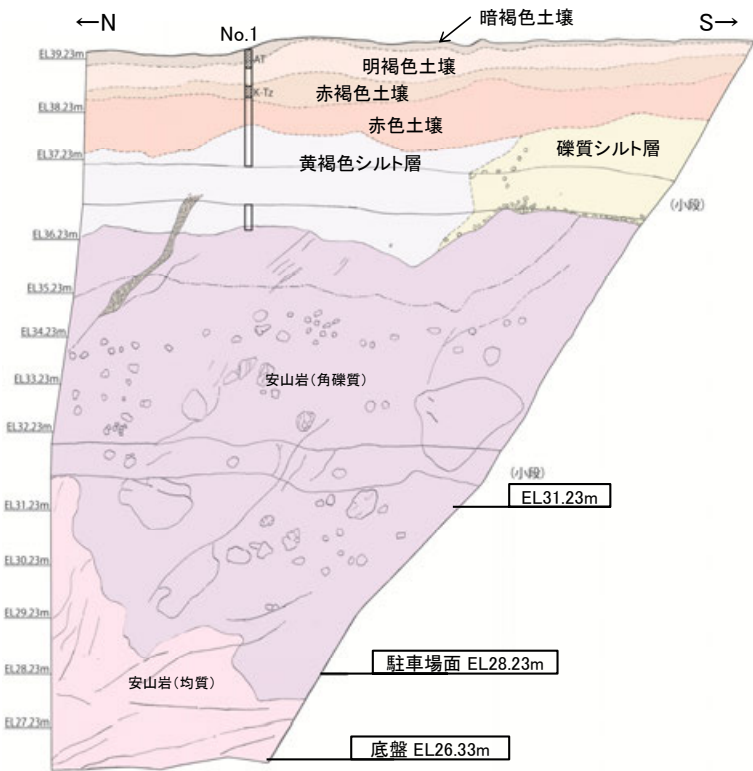 ←N
S→
No.1
暗褐色土壌
EL39.23m
AT
明褐色土壌
K-Tz
赤褐色土壌
EL38.23m
赤色土壌
EL37.23m
黄褐色シルト層
礫質シルト層
(小段)
EL36.23m
EL35.23m
EL34.23m
EL33.23m
安山岩(角礫質)
EL32.23m
(小段)
EL31.23m
EL31.23m
EL30.23m
EL29.23m
駐車場面 EL28.23m
EL28.23m
安山岩(均質)
EL27.23m
底盤 EL26.33m